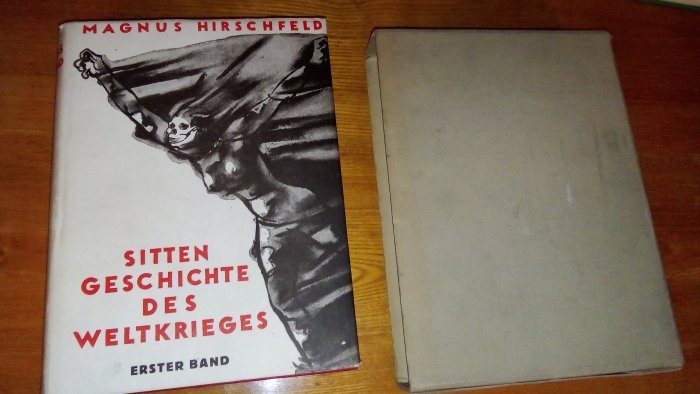 MAGNUS HIRSCHFELD
SITTEN
GESCHICHTE
DES
WELTKRIEGES
ERSTER BAND